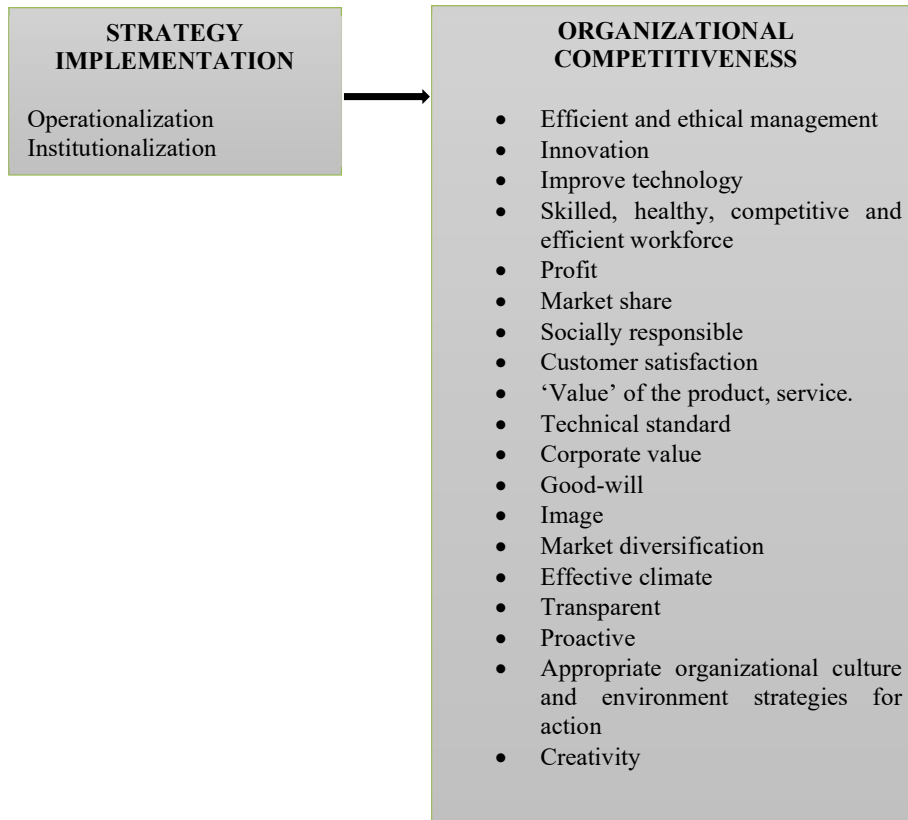 STRATEGY
IMPLEMENTATION
Operationalization
Institutionalization
ORGANIZATIONAL
COMPETITIVENESS
• Efficient and ethical management
• Innovation
• Improve technology
• Skilled, healthy, competitive and
efficient workforce
• Profit
• Market share
• Socially responsible
• Customer satisfaction
• ‘Value’ of the product, service.
• Technical standard
• Corporate value
• Good-will
• Image
• Market diversification
• Effective climate
• Transparent
• Proactive
• Appropriate organizational culture
and environment strategies for
action
• Creativity